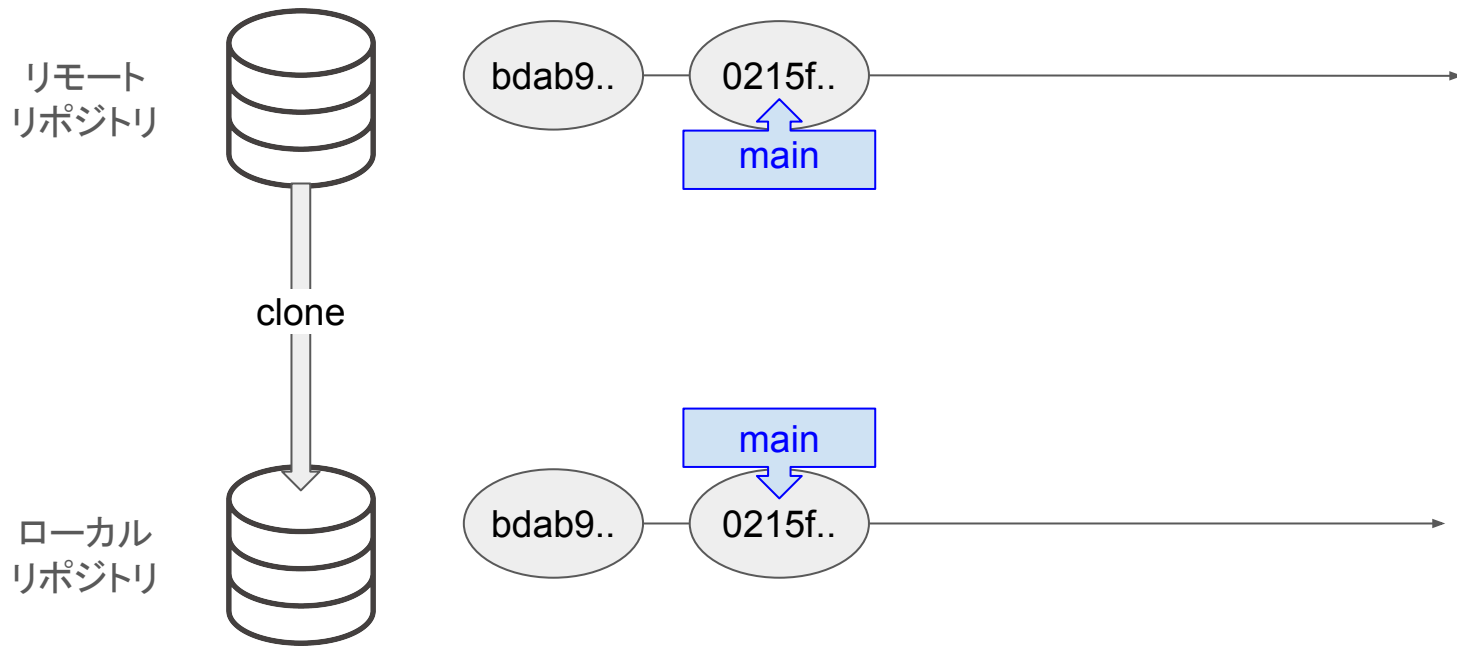 リモート
リポジトリ
bdab9..
0215f..
main
clone
main
ローカル
リポジトリ
bdab9..
0215f..